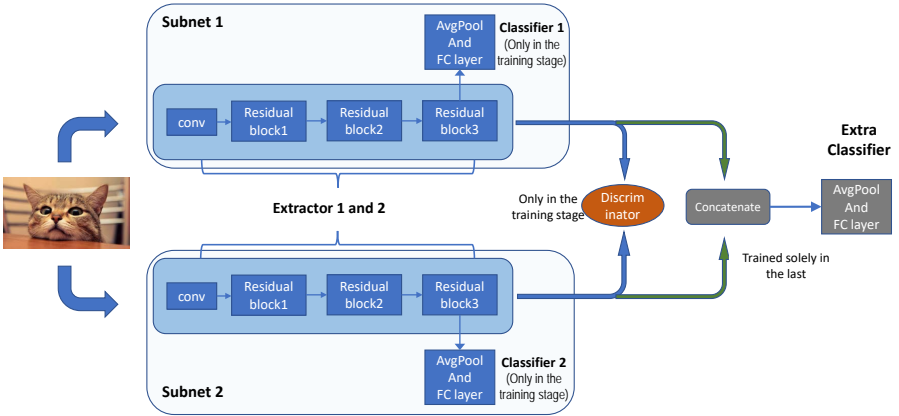 Subnet 1
AvgPool
And
FC layer
Classifier 1
(Only in the
training stage)
conv
Residual
block1
Residual
block2
Residual
block3
Extractor 1 and 2
Only in the
training stage
Discrim
inator
Concatenate
Extra
Classifier
AvgPool
And
FC layer
Trained solely in
the last
conv
Residual
block1
Residual
block2
Residual
block3
AvgPool
And
FC layer
Classifier 2
(Only in the
training stage)
Subnet 2